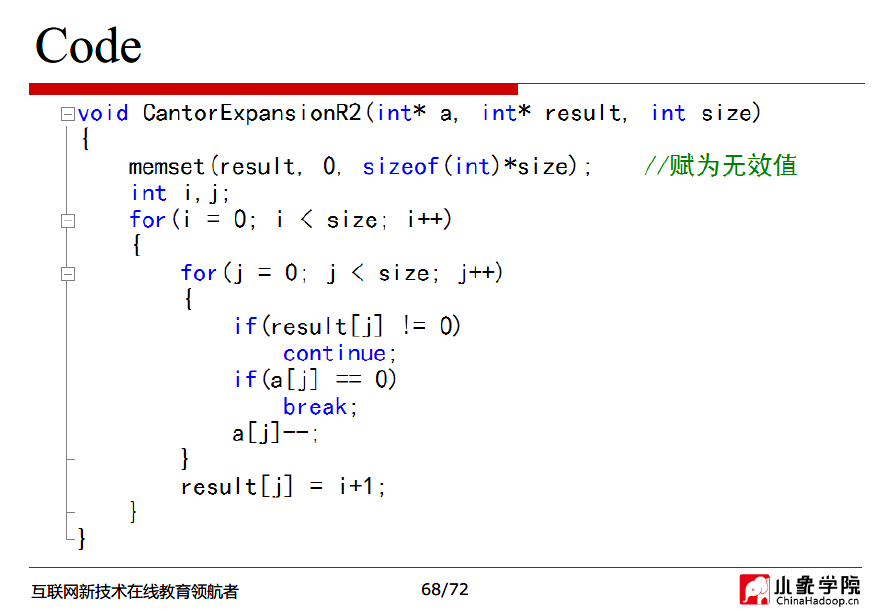 Code
void CantorExpansionR2(int* a, int* result, int size)
{
memset(result, 0, sizeof(int)*size); //赋为无效值
int i,j;
for(i = 0; i < size; i++)
{
for(j = 0; j < size; j++)
{
if(result[j] != 0)
continue;
if(a[j] == 0)
break;
a[j]--;
}
result[j] = i+1;
}
}
互联网新技术在线教育领航者
68/72
小象学院
ChinaHadoop.cn